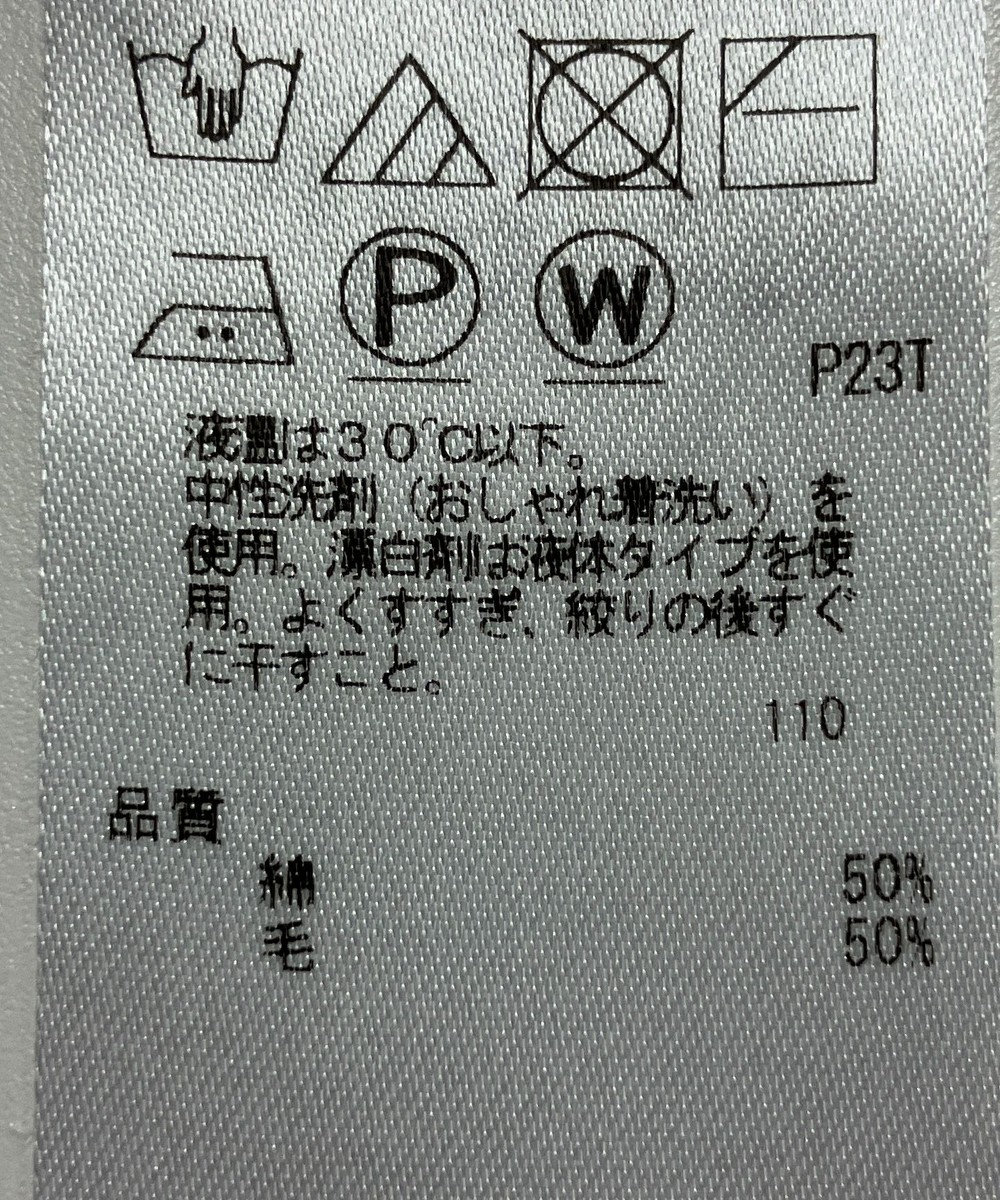 P
W
P23T
液温は30℃以下。
中性洗剤（おしゃれ着洗い）を
使用。漂白剤は液体タイプを使
用。よくすすぎ、絞りの後すぐ
に干すこと。
110
品質
綿 50%
毛 50%